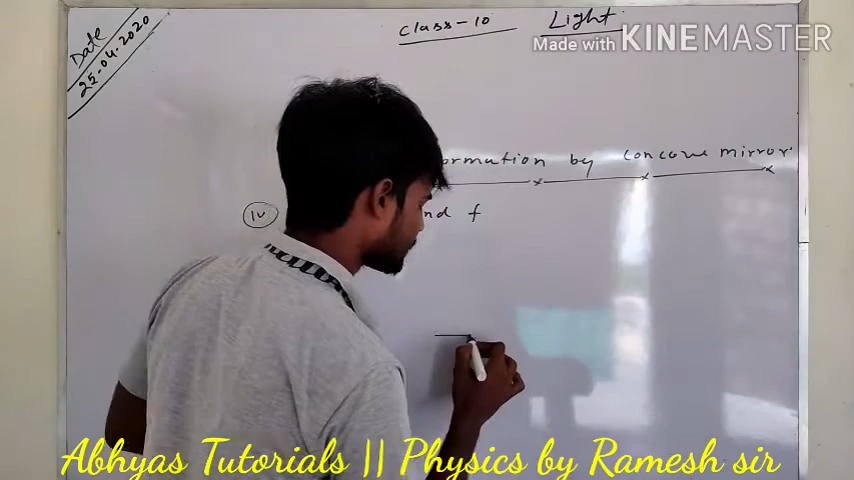 Date
25-04-2020
Class-10 Light
Made with KINEMASTER
ormation by concave mirror
(iv) nd f
Abhyas Tutorials || Physics by Ramesh sir